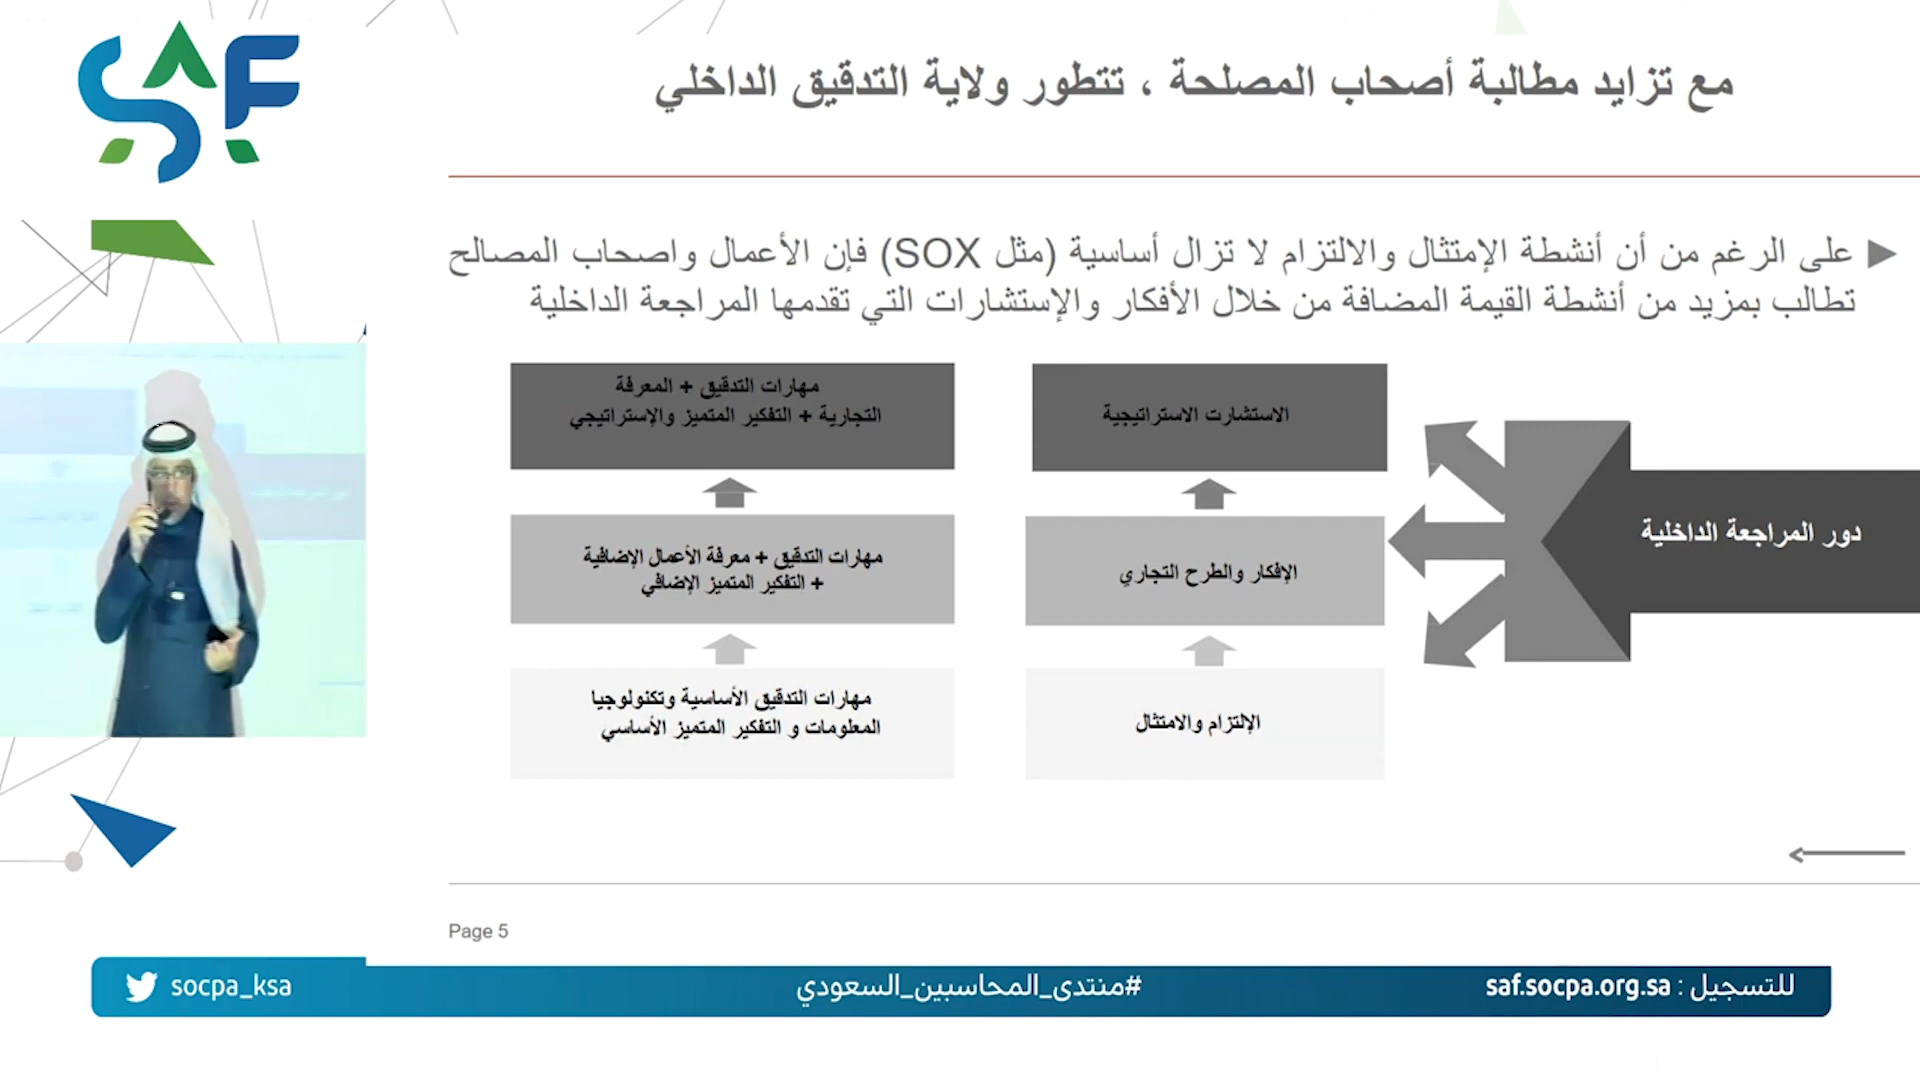 SAF
مع تزايد مطالبة أصحاب المصلحة ، تتطور ولاية التدقيق الداخلي
على الرغم من أن أنشطة الإمتثال والالتزام لا تزال أساسية (مثل SOX) فإن الأعمال واصحاب المصالح
تطالب بمزيد من أنشطة القيمة المضافة من خلال الأفكار والإستشارات التي تقدمها المراجعة الداخلية
دور المراجعة الداخلية
الاستشارت الاستراتيجية
مهارات التدقيق + المعرفة
التجارية + التفكير المتميز والإستراتيجي
الإفكار والطرح التجاري
مهارات التدقيق + معرفة الأعمال الإضافية
+ التفكير المتميز الإضافي
الإلتزام والامتثال
مهارات التدقيق الأساسية وتكنولوجيا
المعلومات و التفكير المتميز الأساسي
Page 5
للتسجيل : saf.socpa.org.sa
#منتدى_المحاسبين_السعودي
socpa_ksa